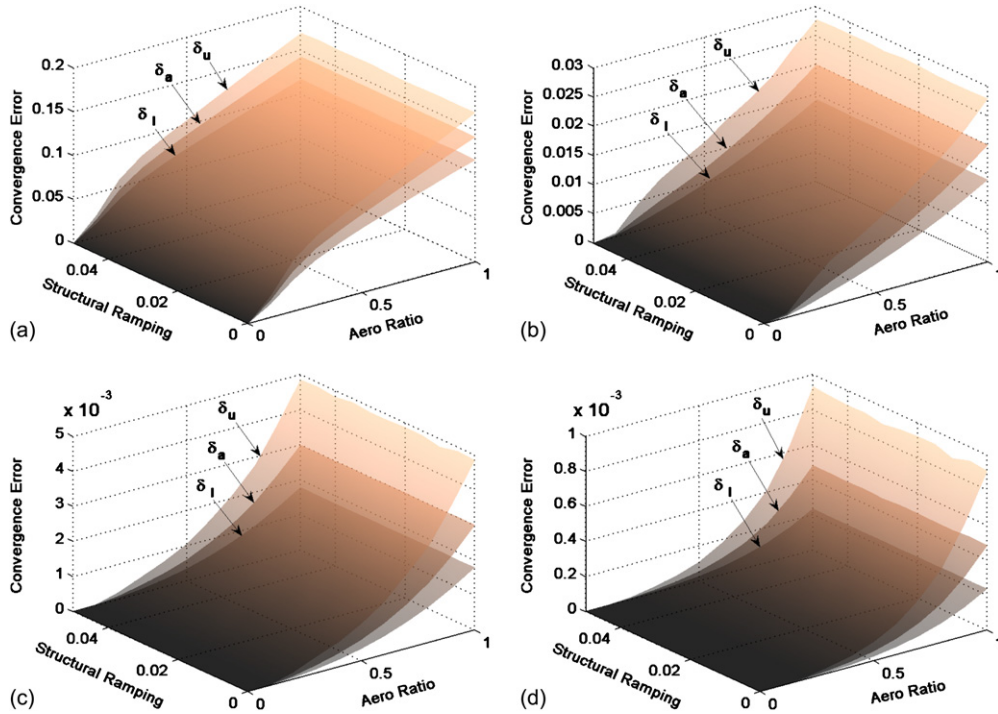 0.2
0.15
0.1
0.05
0
Convergence Error
δu
δa
δl
0.04
0.02
0
Structural Ramping
0
0.5
1
Aero Ratio
(a)
0.03
0.025
0.02
0.015
0.01
0.005
0
Convergence Error
δu
δa
δl
0.04
0.02
0
Structural Ramping
0
0.5
1
Aero Ratio
(b)
x 10-3
5
4
3
2
1
0
Convergence Error
δu
δa
δl
0.04
0.02
0
Structural Ramping
0
0.5
1
Aero Ratio
(c)
x 10-3
1
0.8
0.6
0.4
0.2
0
Convergence Error
δu
δa
δl
0.04
0.02
0
Structural Ramping
0
0.5
1
Aero Ratio
(d)